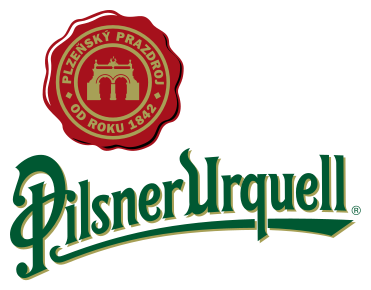 PLZEŇSKÝ PRAZDROJ
OD ROKU 1842
Pilsner Urquell®